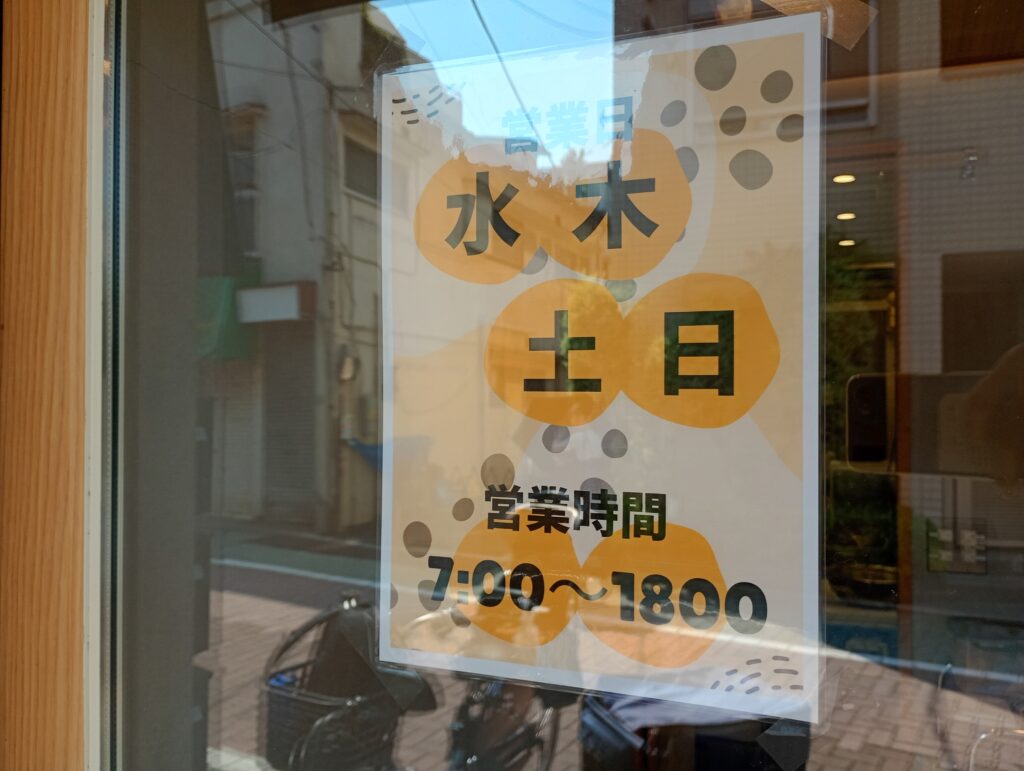 営業日
水 木
土 日
営業時間
7:00〜1800